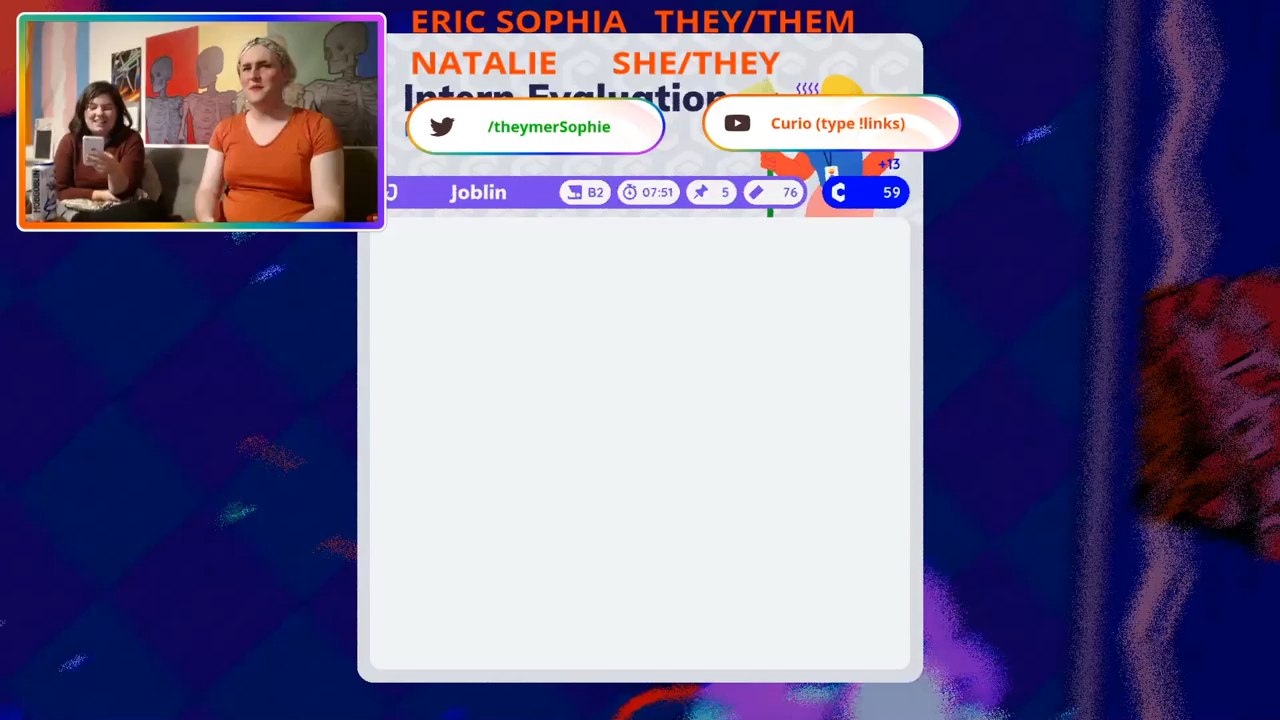 ERIC SOPHIA THEY/THEM
NATALIE SHE/THEY
Intern Evaluation
/theymerSophie
Curio (type !links)
+13
Joblin
B2
07:51
5
76
59